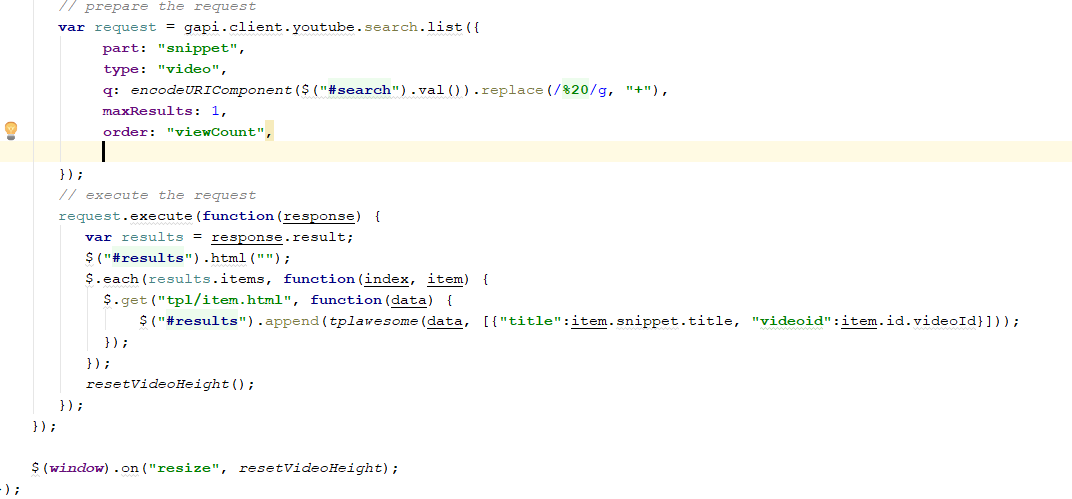 // prepare the request
var request = gapi.client.youtube.search.list({
part: "snippet",
type: "video",
q: encodeURIComponent($("#search").val()).replace(/%20/g, "+"),
maxResults: 1,
order: "viewCount",
});
// execute the request
request.execute(function(response) {
var results = response.result;
$("#results").html("");
$.each(results.items, function(index, item) {
$.get("tpl/item.html", function(data) {
$("#results").append(tplawesome(data, [{"title":item.snippet.title, "videoid":item.id.videoId}]));
});
});
resetVideoHeight();
});
});
$(window).on("resize", resetVideoHeight);
});